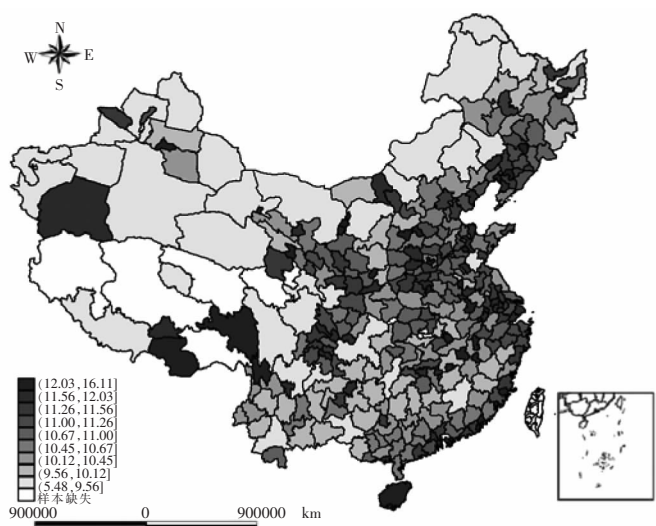 N
W E
S
(12.03,16.11]
(11.56,12.03]
(11.26,11.56]
(11.00,11.26]
(10.67,11.00]
(10.45,10.67]
(10.12,10.45]
(9.56,10.12]
(5.48,9.56]
样本缺失
900000 0 900000 km